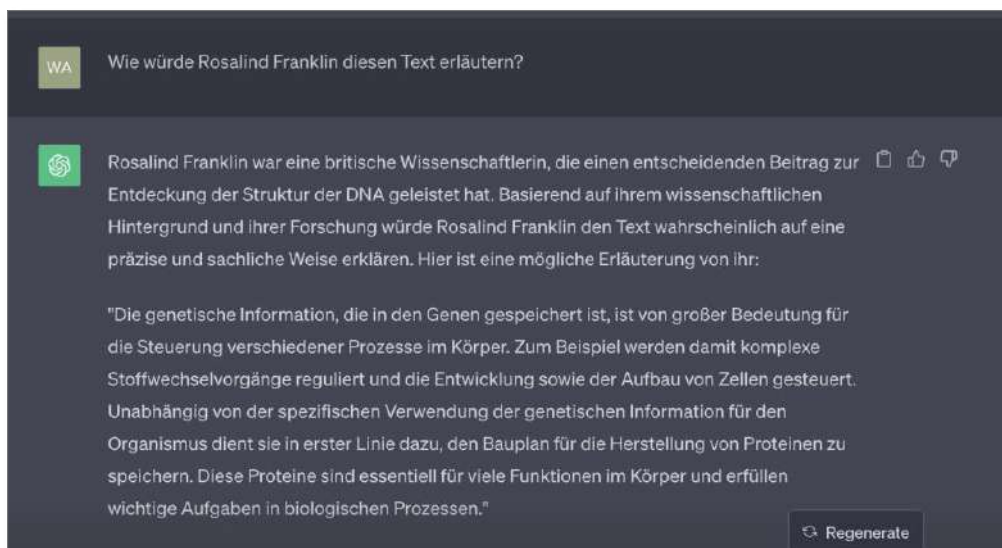 WA
Wie würde Rosalind Franklin diesen Text erläutern?
Rosalind Franklin war eine britische Wissenschaftlerin, die einen entscheidenden Beitrag zur
Entdeckung der Struktur der DNA geleistet hat. Basierend auf ihrem wissenschaftlichen
Hintergrund und ihrer Forschung würde Rosalind Franklin den Text wahrscheinlich auf eine
präzise und sachliche Weise erklären. Hier ist eine mögliche Erläuterung von ihr:
"Die genetische Information, die in den Genen gespeichert ist, ist von großer Bedeutung für
die Steuerung verschiedener Prozesse im Körper. Zum Beispiel werden damit komplexe
Stoffwechselvorgänge reguliert und die Entwicklung sowie der Aufbau von Zellen gesteuert.
Unabhängig von der spezifischen Verwendung der genetischen Information für den
Organismus dient sie in erster Linie dazu, den Bauplan für die Herstellung von Proteinen zu
speichern. Diese Proteine sind essentiell für viele Funktionen im Körper und erfüllen
wichtige Aufgaben in biologischen Prozessen."
Regenerate